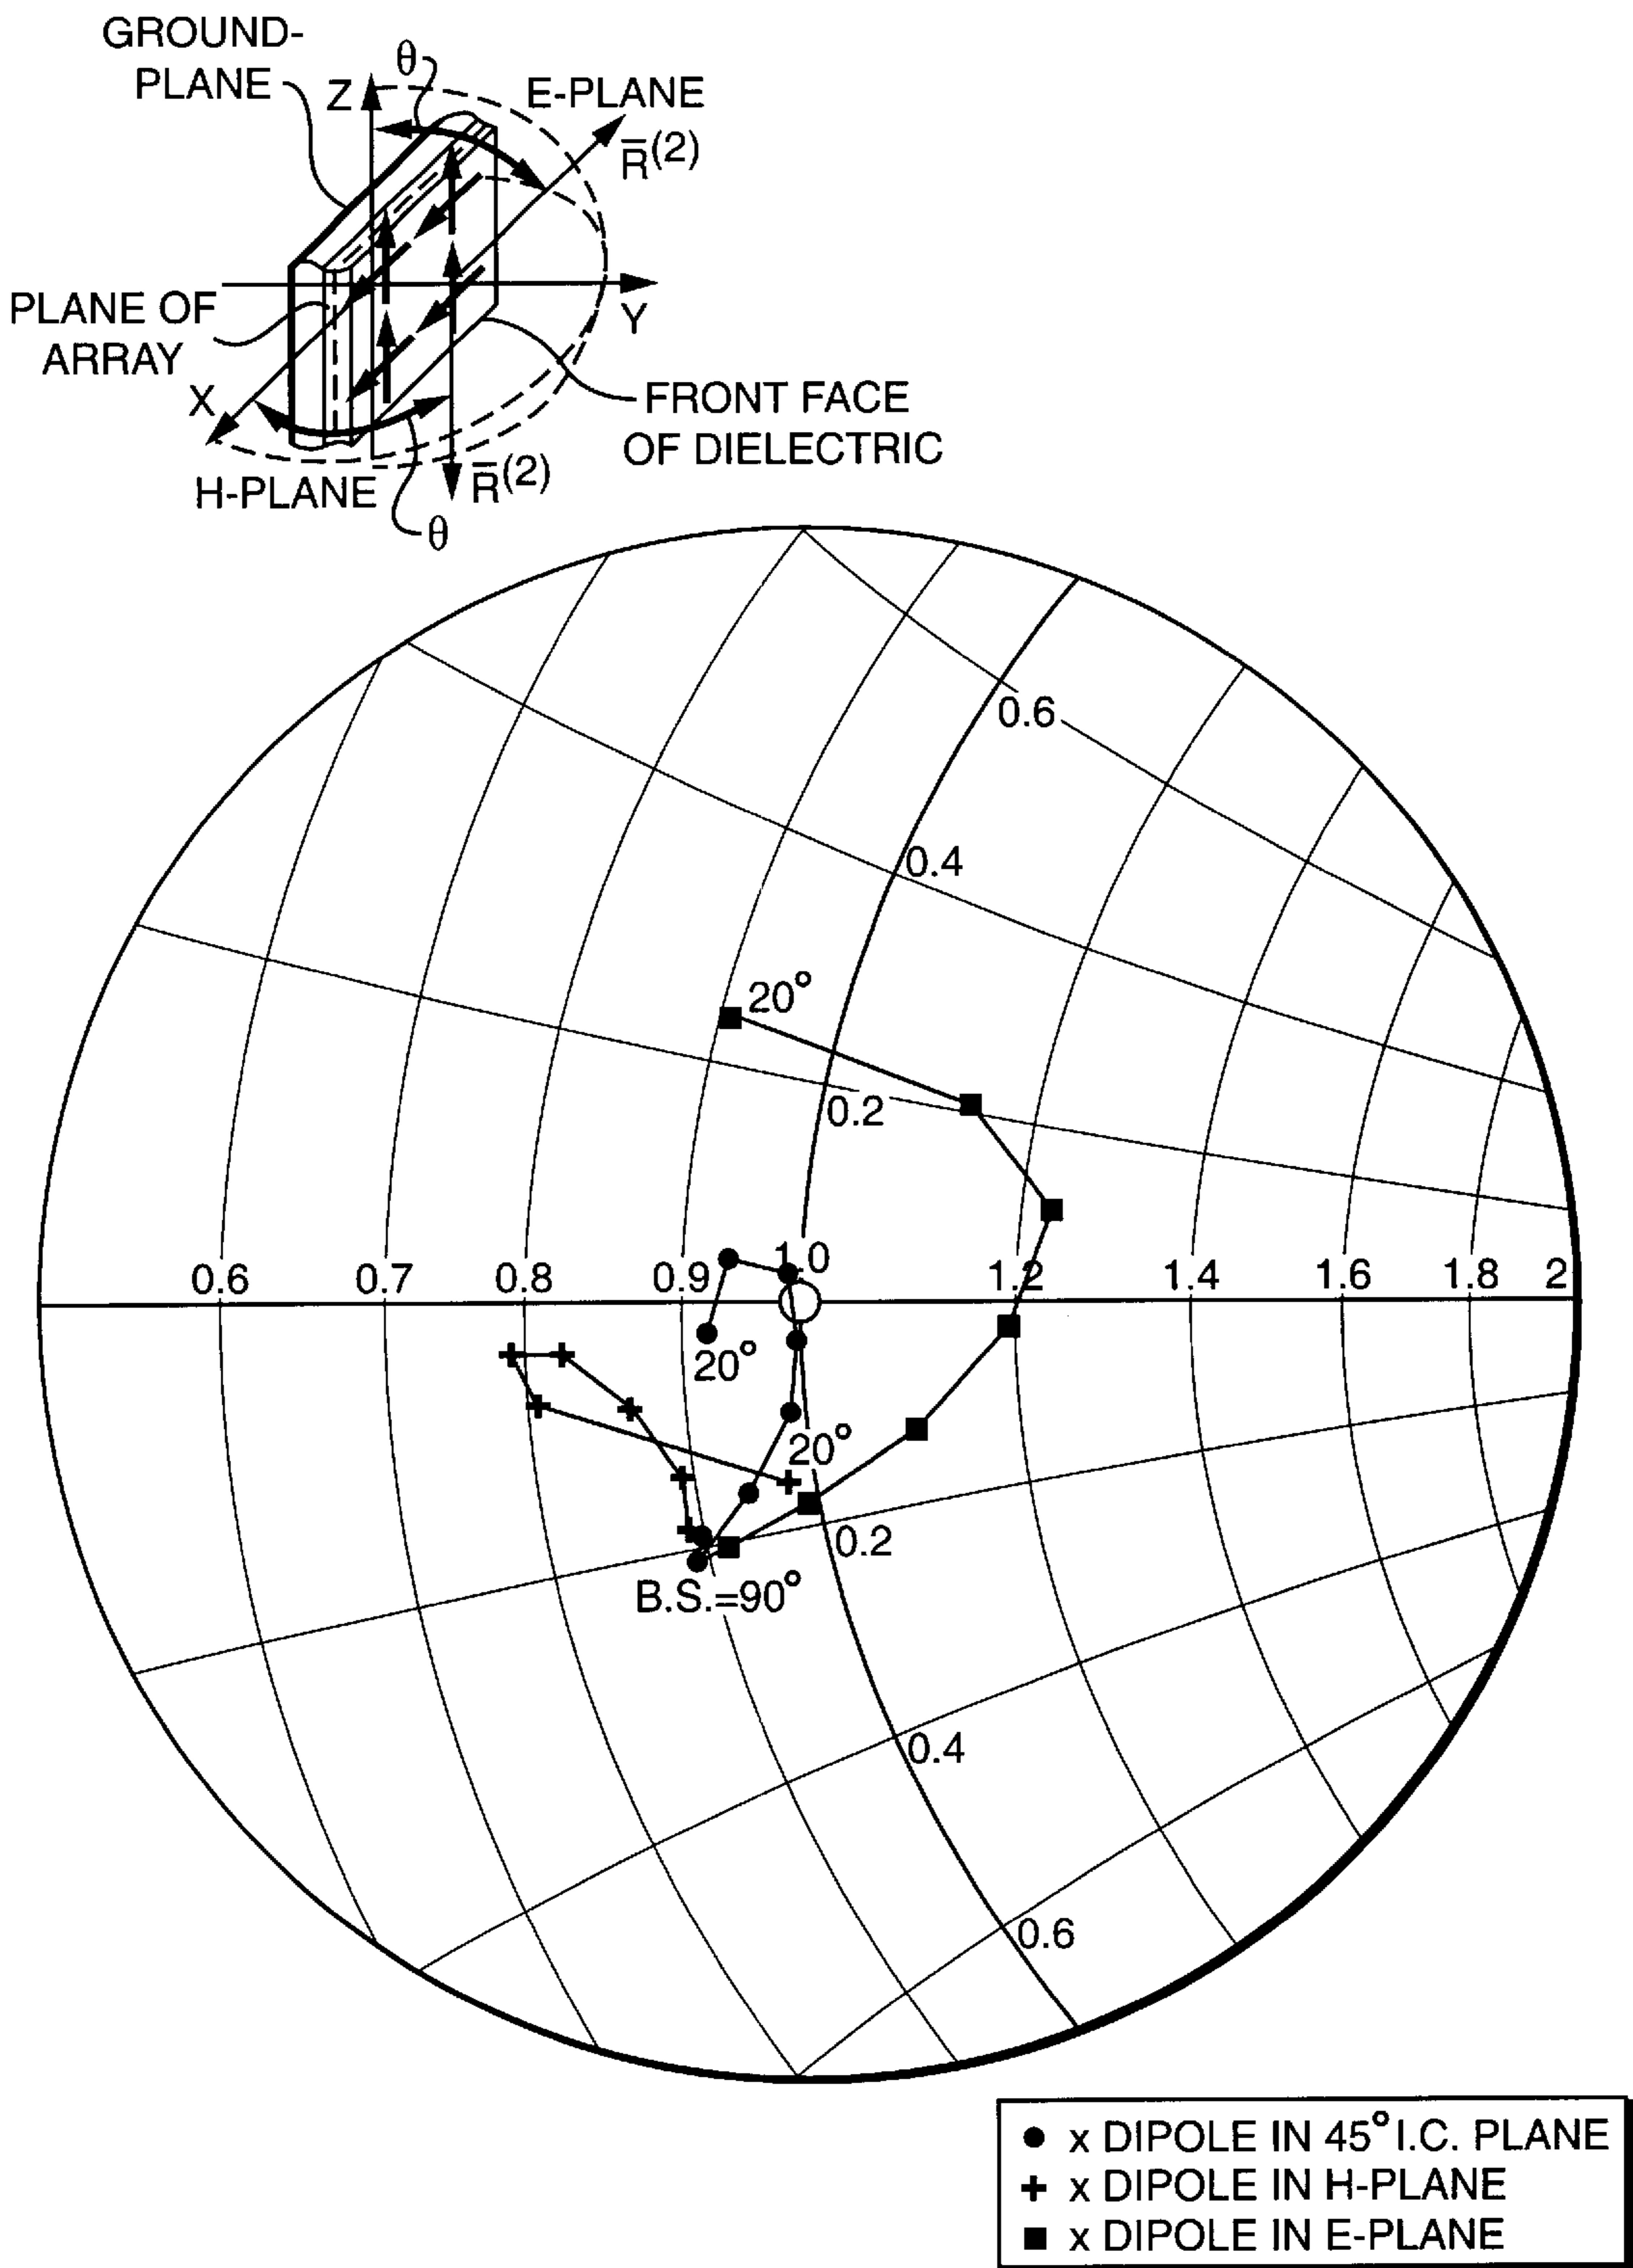 GROUND-
PLANE
θ
Z
E-PLANE
R̅(2)
PLANE OF
ARRAY
Y
X
FRONT FACE
OF DIELECTRIC
H-PLANE
R̅(2)
θ
0.6
0.4
20°
0.2
0.6 0.7 0.8 0.9 1.0 1.2 1.4 1.6 1.8 2
20°
20°
0.2
B.S.=90°
0.4
0.6
● x DIPOLE IN 45° I.C. PLANE
+ x DIPOLE IN H-PLANE
■ x DIPOLE IN E-PLANE